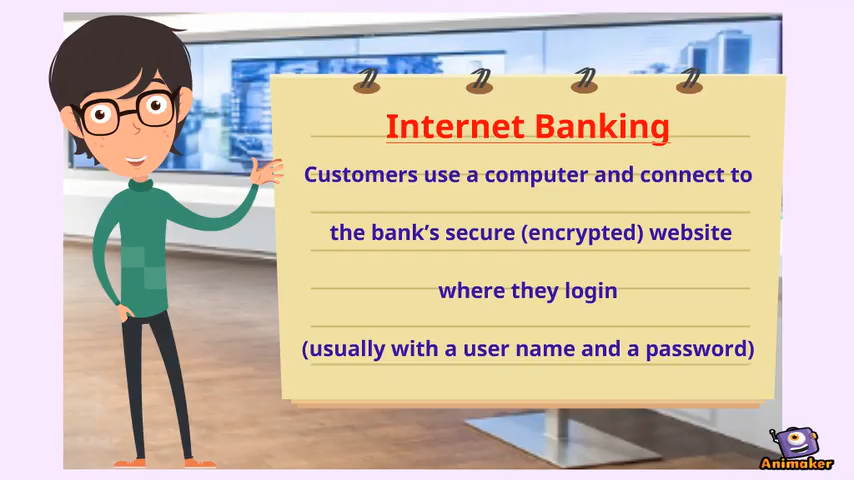 Internet Banking
Customers use a computer and connect to
the bank’s secure (encrypted) website
where they login
(usually with a user name and a password)
Animaker